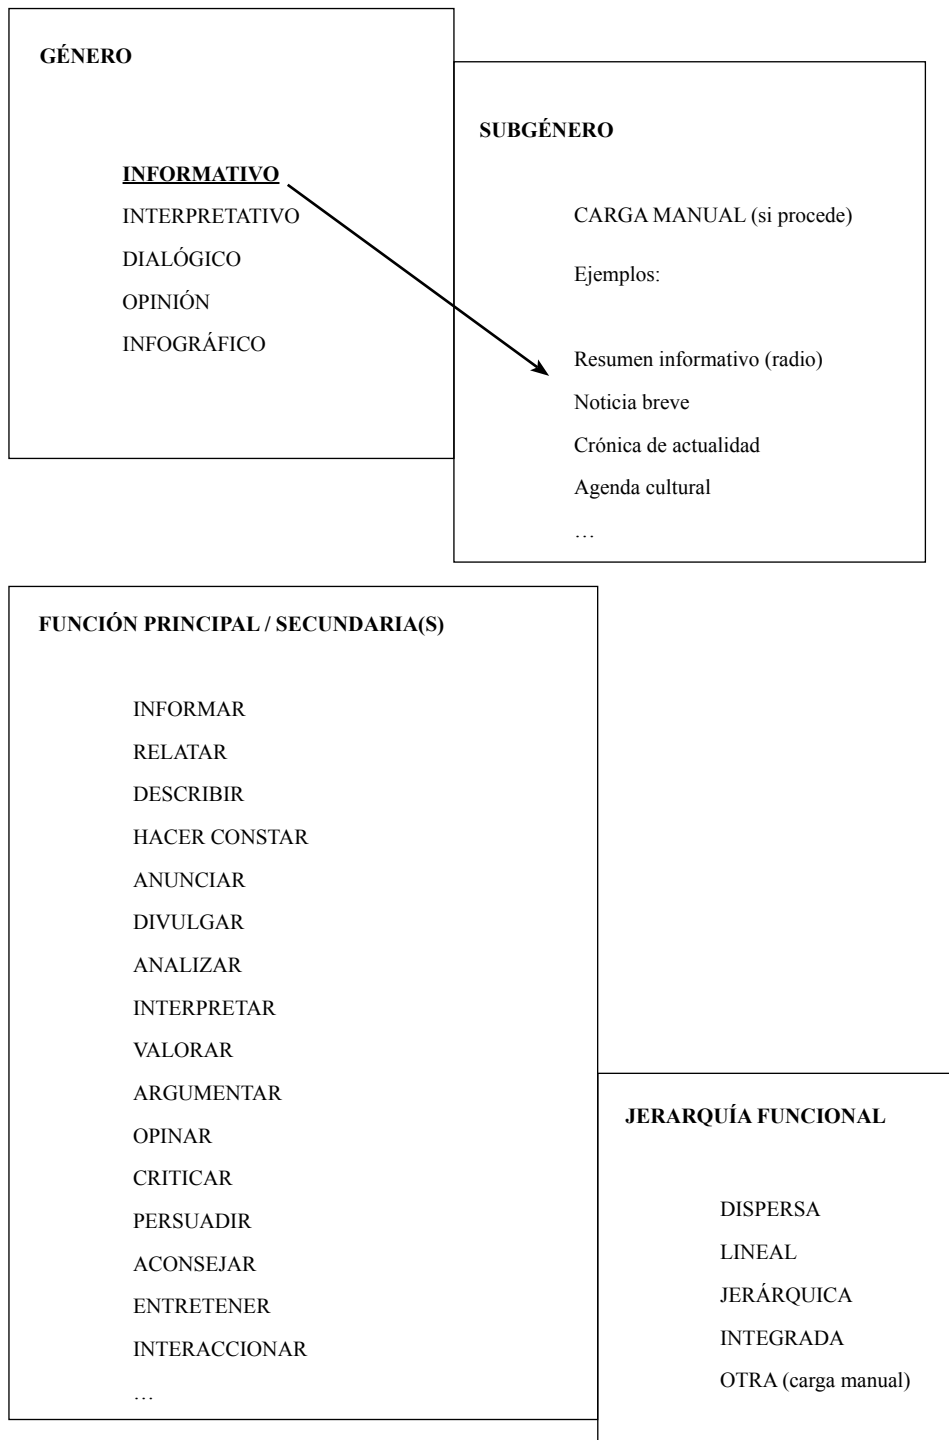 GÉNERO
INFORMATIVO
INTERPRETATIVO
DIALÓGICO
OPINIÓN
INFOGRÁFICO
SUBGÉNERO
CARGA MANUAL (si procede)
Ejemplos:
Resumen informativo (radio)
Noticia breve
Crónica de actualidad
Agenda cultural
…
FUNCIÓN PRINCIPAL / SECUNDARIA(S)
INFORMAR
RELATAR
DESCRIBIR
HACER CONSTAR
ANUNCIAR
DIVULGAR
ANALIZAR
INTERPRETAR
VALORAR
ARGUMENTAR
OPINAR
CRITICAR
PERSUADIR
ACONSEJAR
ENTRETENER
INTERACCIONAR
…
JERARQUÍA FUNCIONAL
DISPERSA
LINEAL
JERÁRQUICA
INTEGRADA
OTRA (carga manual)